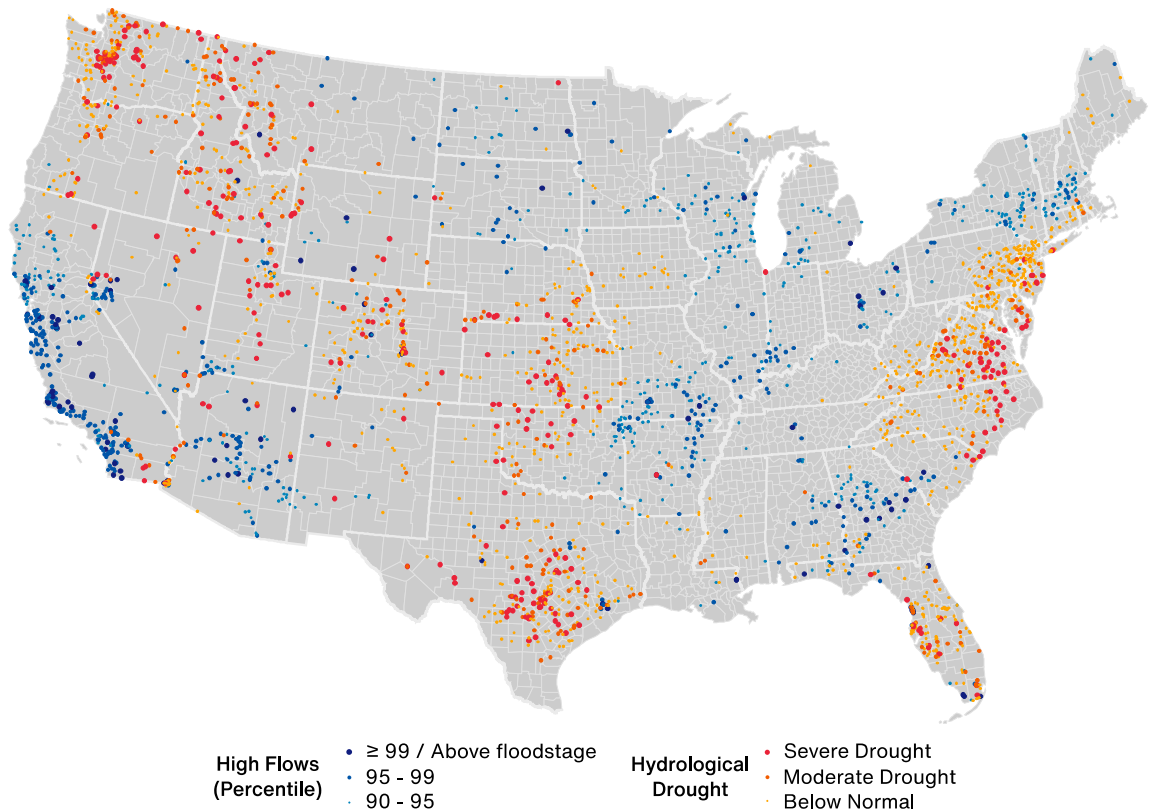 High Flows
(Percentile)
≥ 99 / Above floodstage
95 - 99
90 - 95
Hydrological
Drought
Severe Drought
Moderate Drought
Below Normal